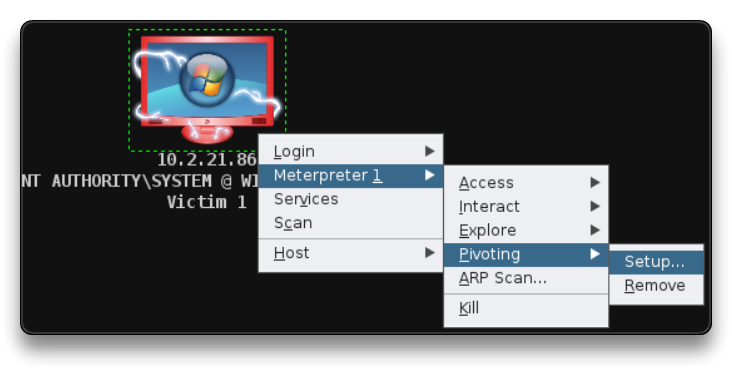 10.2.21.86
NT AUTHORITY\SYSTEM @ WI
Victim 1
Login
Meterpreter 1
Services
Scan
Host
Access
Interact
Explore
Pivoting
ARP Scan...
Kill
Setup...
Remove